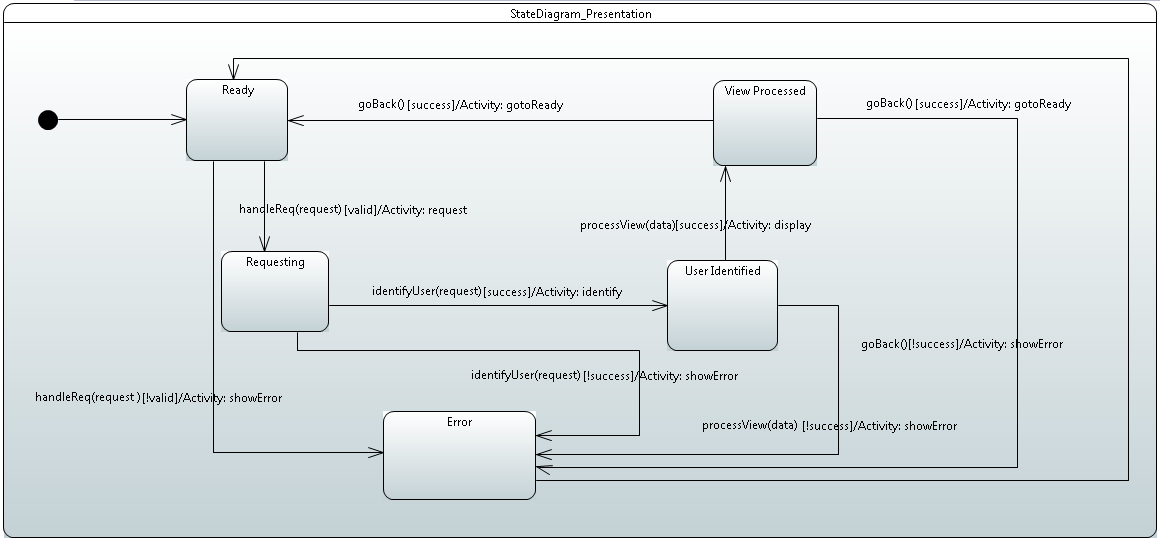 StateDiagram_Presentation
Ready
View Processed
goBack() [success]/Activity: gotoReady
goBack() [success]/Activity: gotoReady
handleReq(request) [valid]/Activity: request
processView(data)[success]/Activity: display
Requesting
User Identified
identifyUser(request) [success]/Activity: identify
goBack()[!success]/Activity: showError
identifyUser(request) [!success]/Activity: showError
handleReq(request )[!valid]/Activity: showError
Error
processView(data) [!success]/Activity: showError